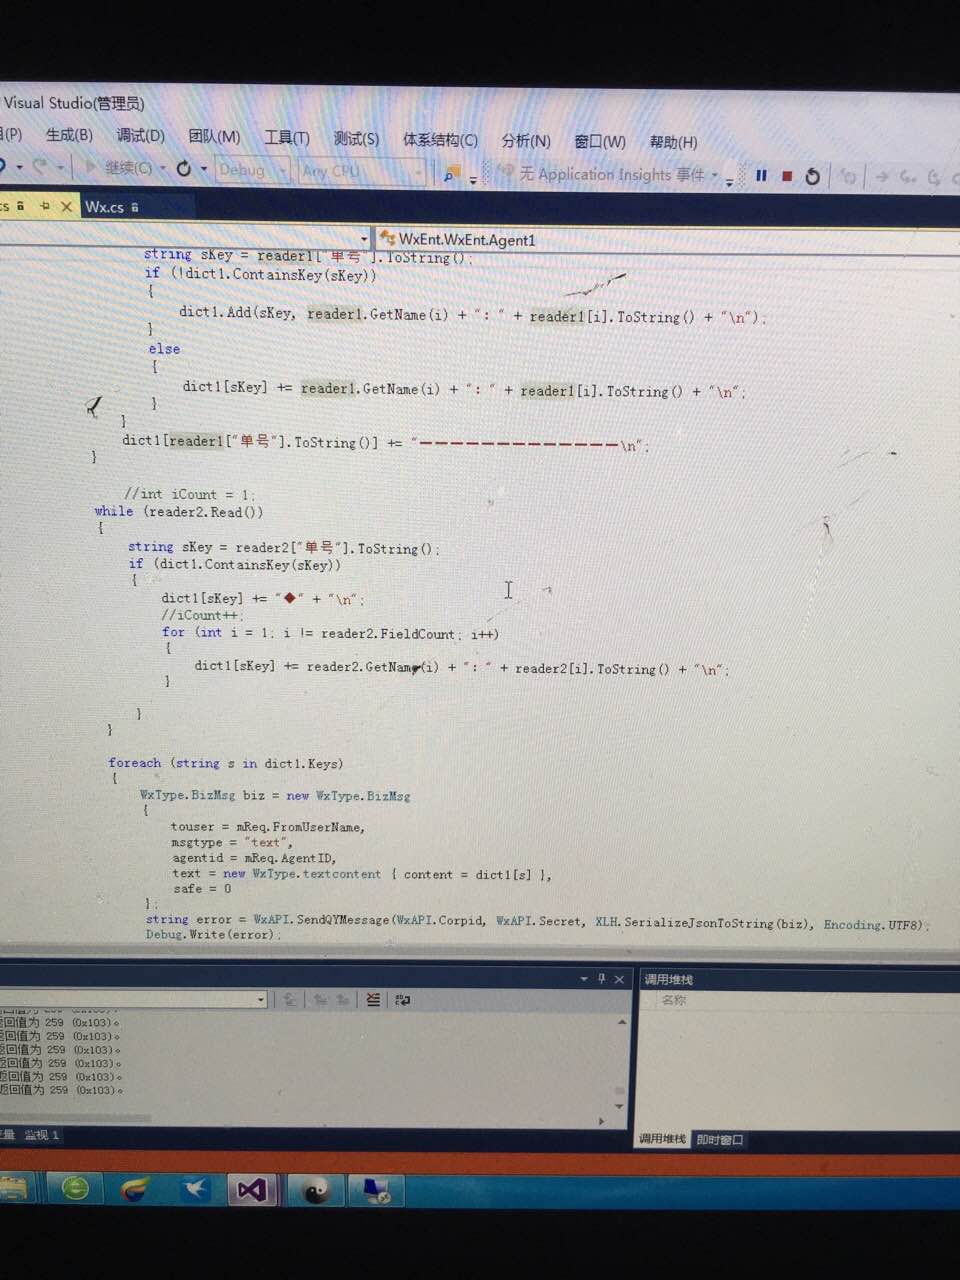 Visual Studio(管理员)
(P) 生成(B) 调试(D) 团队(M) 工具(T) 测试(S) 体系结构(C) 分析(N) 窗口(W) 帮助(H)
继续(C) Debug Any CPU 无 Application Insights 事件
cs Wx.cs
WxEnt.WxEnt.Agent1
string sKey = reader1["单号"].ToString();
if (!dict1.ContainsKey(sKey))
{
dict1.Add(sKey, reader1.GetName(i) + ": " + reader1[i].ToString() + "\n");
}
else
{
dict1[sKey] += reader1.GetName(i) + ": " + reader1[i].ToString() + "\n";
}
}
dict1[reader1["单号"].ToString()] += "—————————————\n";
}
//int iCount = 1;
while (reader2.Read())
{
string sKey = reader2["单号"].ToString();
if (dict1.ContainsKey(sKey))
{
dict1[sKey] += "◆" + "\n";
//iCount++;
for (int i = 1; i != reader2.FieldCount; i++)
{
dict1[sKey] += reader2.GetName(i) + ": " + reader2[i].ToString() + "\n";
}
}
}
foreach (string s in dict1.Keys)
{
WxType.BizMsg biz = new WxType.BizMsg
{
touser = mReq.FromUserName,
msgtype = "text",
agentid = mReq.AgentID,
text = new WxType.textcontent { content = dict1[s] },
safe = 0
};
string error = WxAPI.SendQYMessage(WxAPI.Corpid, WxAPI.Secret, XLH.SerializeJsonToString(biz), Encoding.UTF8);
Debug.Write(error);
调用堆栈
名称
返回值为 259 (0x103)。
返回值为 259 (0x103)。
返回值为 259 (0x103)。
返回值为 259 (0x103)。
返回值为 259 (0x103)。
返回值为 259 (0x103)。
量 监视 1
调用堆栈 即时窗口